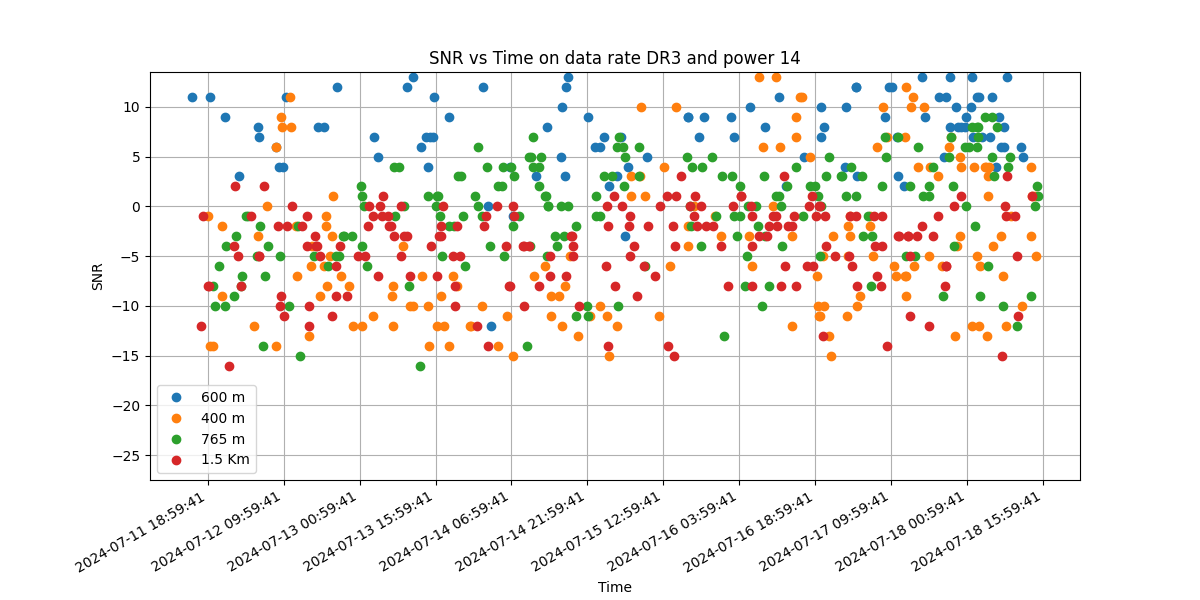 SNR vs Time on data rate DR3 and power 14
10
5
0
−5
−10
−15
−20
−25
SNR
600 m
400 m
765 m
1.5 Km
2024-07-11 18:59:41
2024-07-12 09:59:41
2024-07-13 00:59:41
2024-07-13 15:59:41
2024-07-14 06:59:41
2024-07-14 21:59:41
2024-07-15 12:59:41
2024-07-16 03:59:41
2024-07-16 18:59:41
2024-07-17 09:59:41
2024-07-18 00:59:41
2024-07-18 15:59:41
Time